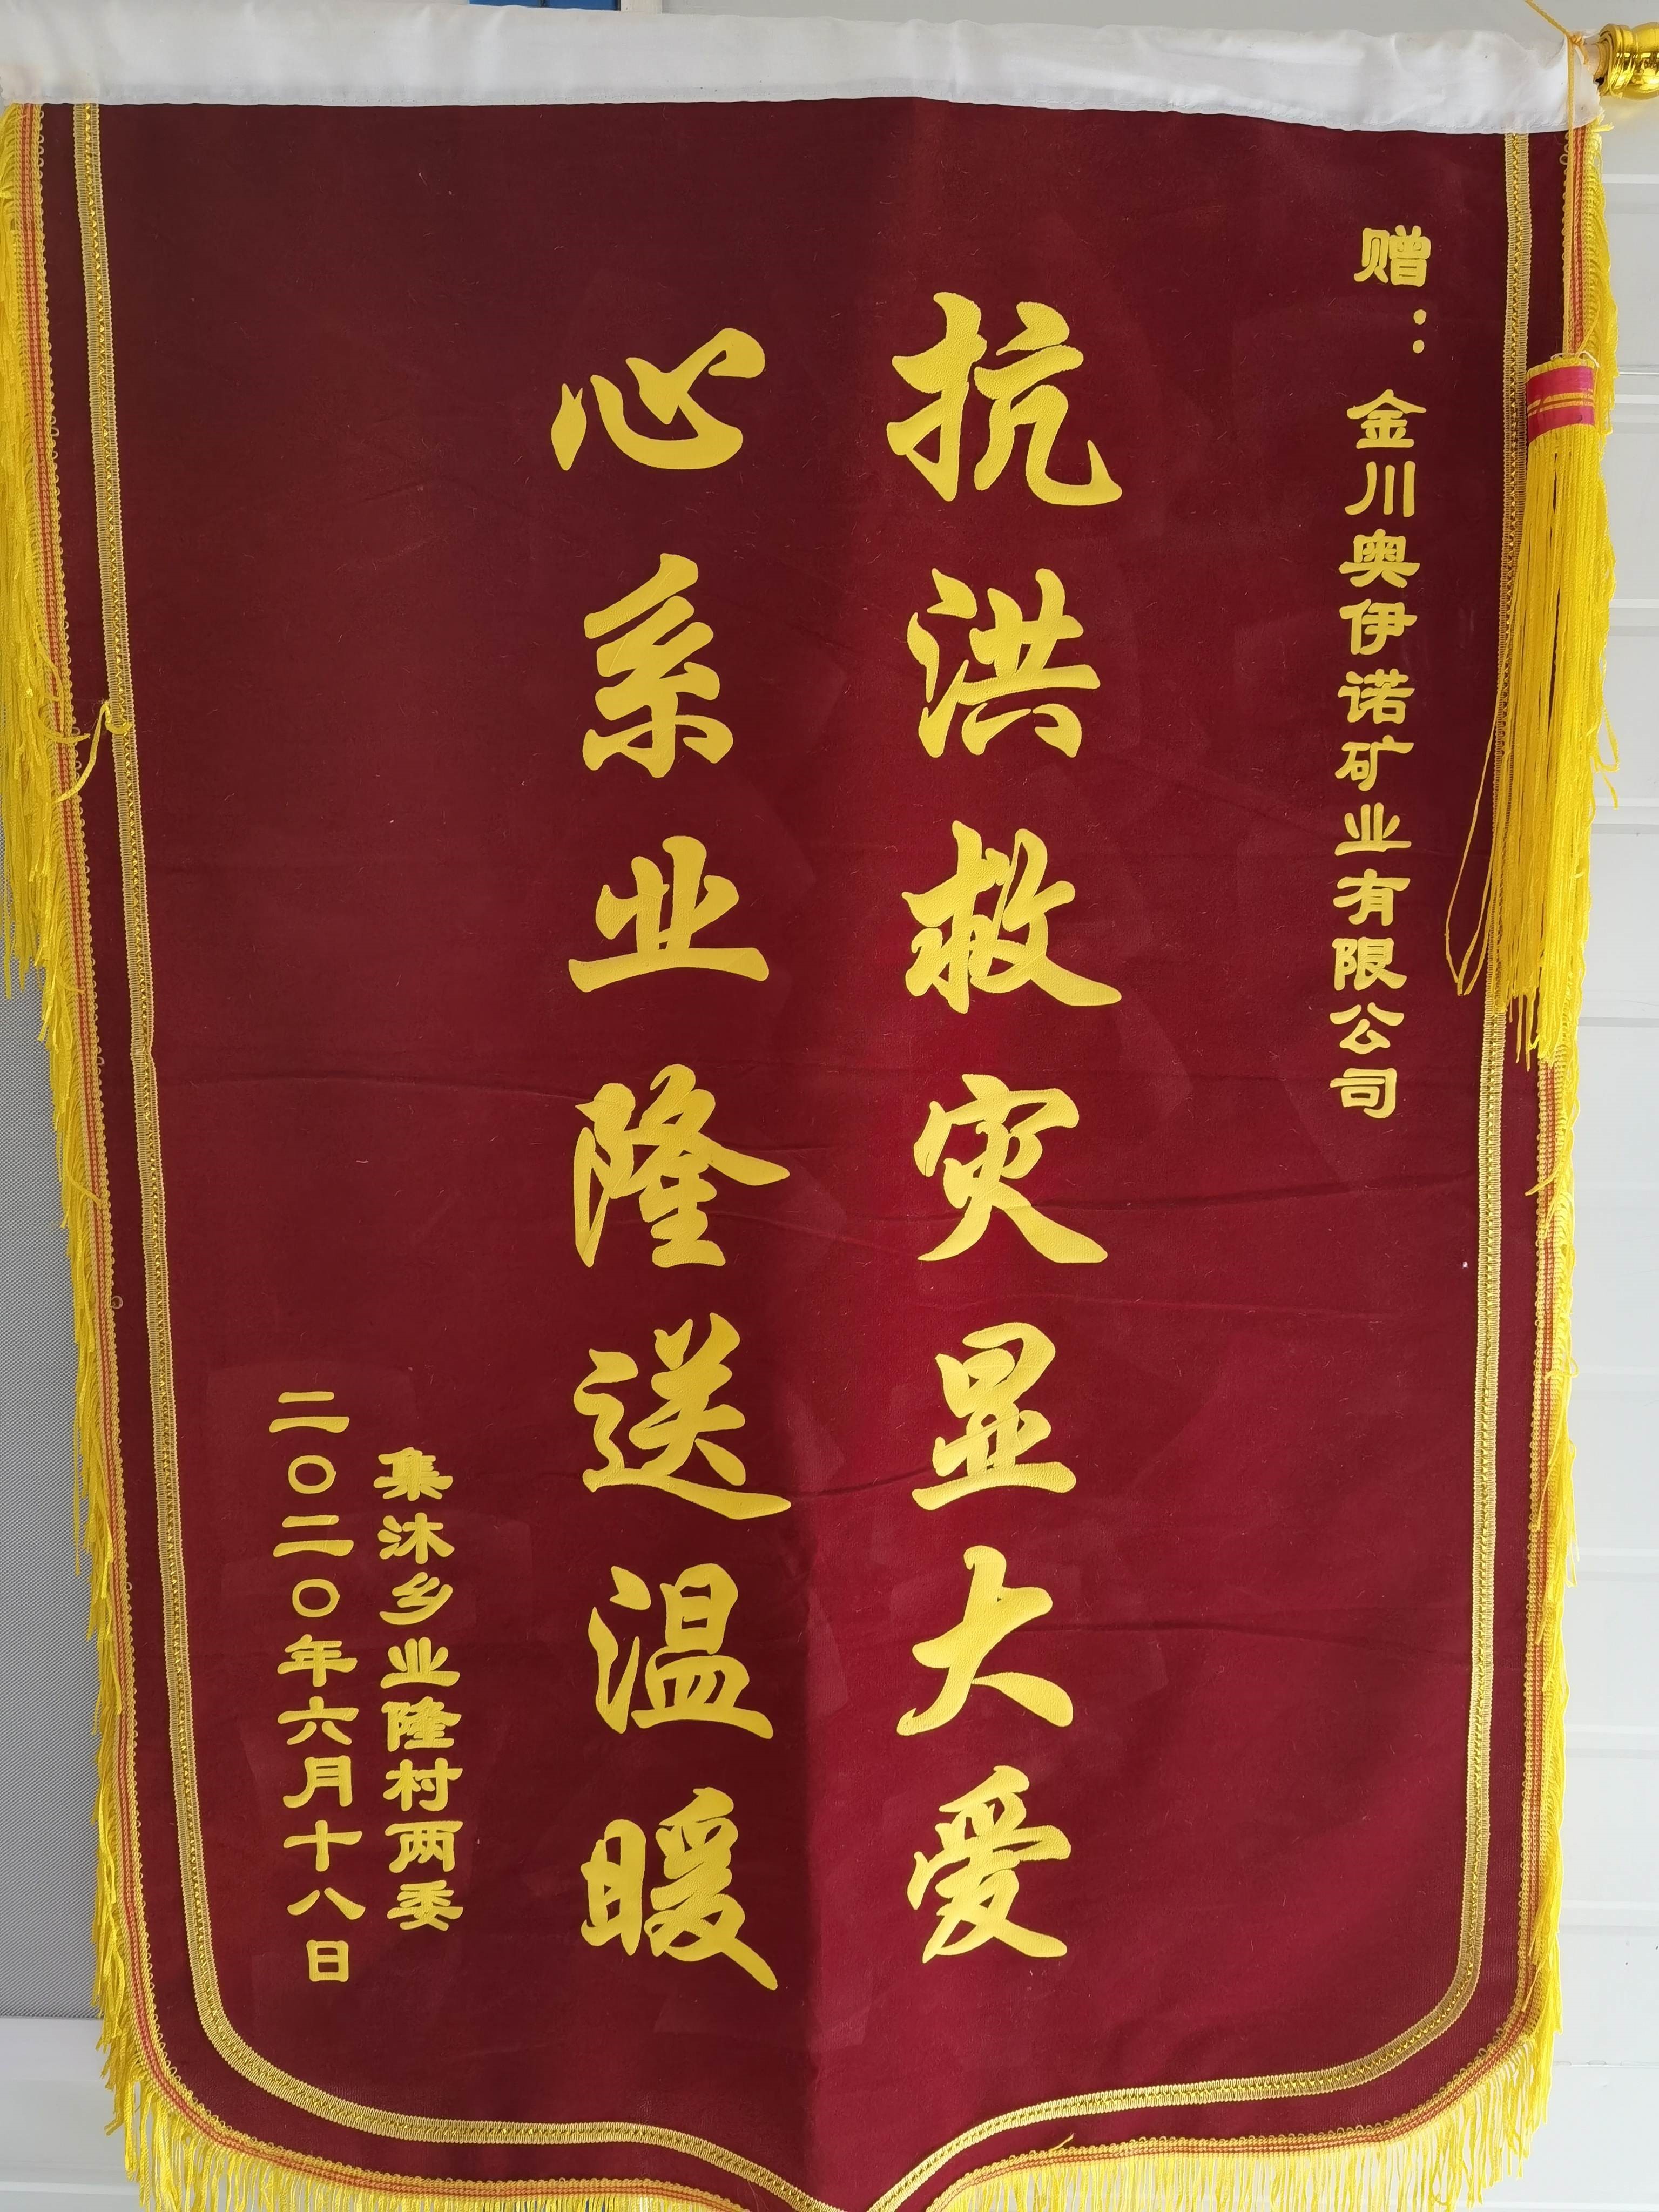 赠：金川奥伊诺矿业有限公司
抗洪救灾显大爱
心系业隆送温暖
集沐乡业隆村两委
二〇二〇年六月十八日